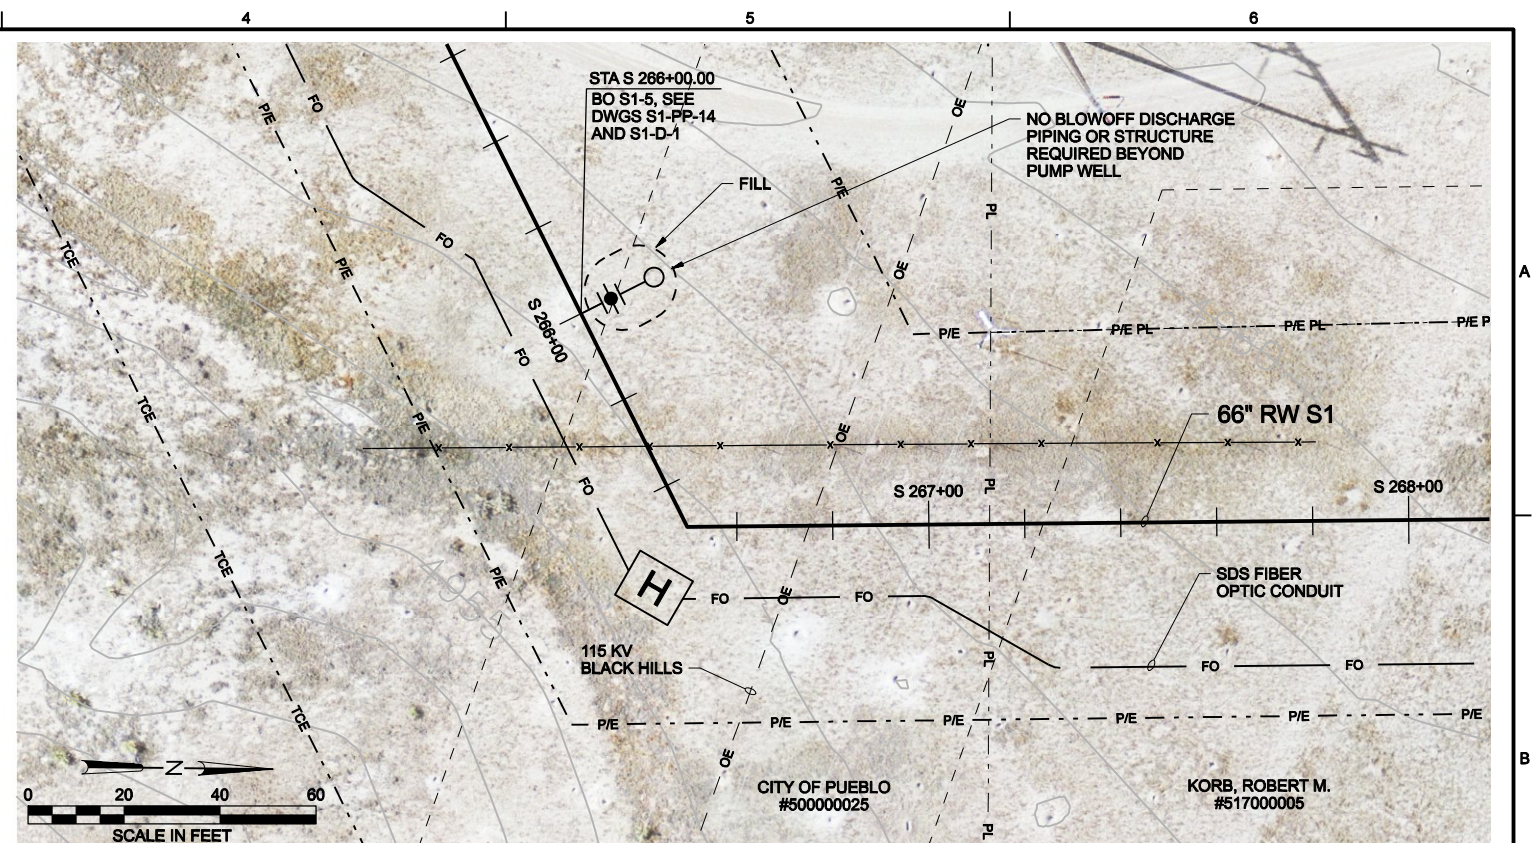 4 5 6
STA S 266+00.00
BO S1-5, SEE
DWGS S1-PP-14
AND S1-D-1
NO BLOWOFF DISCHARGE
PIPING OR STRUCTURE
REQUIRED BEYOND
PUMP WELL
FILL
FO
P/E
OE
P/E
PL
TCE
FO
P/E
OE
A
S 266+00
FO
P/E
P/E PL
P/E PL
P/E P
TCE
P/E
OE
66" RW S1
FO
S 267+00
PL
S 268+00
TCE
P/E
H
FO
OE
FO
SDS FIBER
OPTIC CONDUIT
115 KV
BLACK HILLS
PL
FO
FO
TCE
P/E
P/E
P/E
P/E
P/E
P/E
OE
N
B
0 20 40 60
SCALE IN FEET
CITY OF PUEBLO
#500000025
KORB, ROBERT M.
#517000005
PL